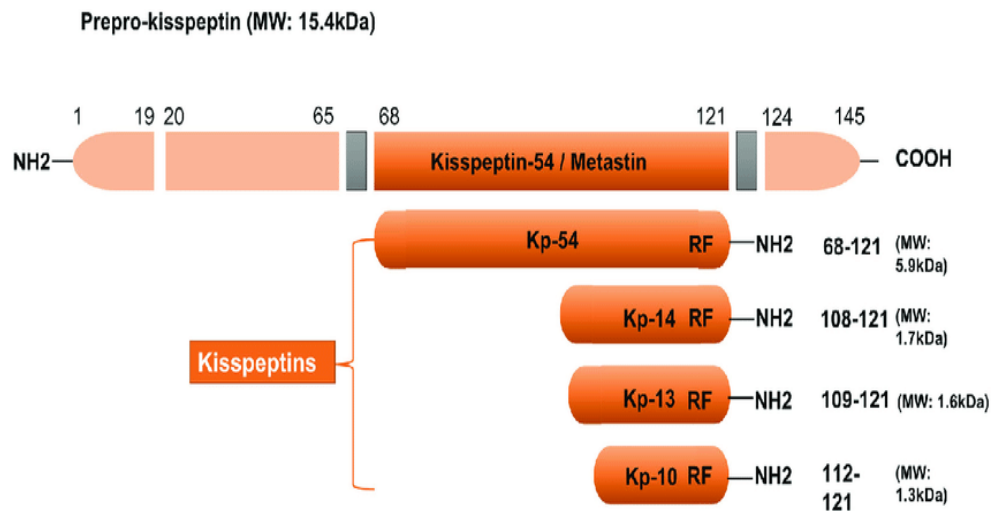 Prepro-kisspeptin (MW: 15.4kDa)
1 19 20 65 68 121 124 145
NH2 Kisspeptin-54 / Metastin COOH
Kp-54 RF NH2 68-121 (MW:
5.9kDa)
Kp-14 RF NH2 108-121 (MW:
1.7kDa)
Kisspeptins
Kp-13 RF NH2 109-121 (MW: 1.6kDa)
Kp-10 RF NH2 112-
121 (MW:
1.3kDa)